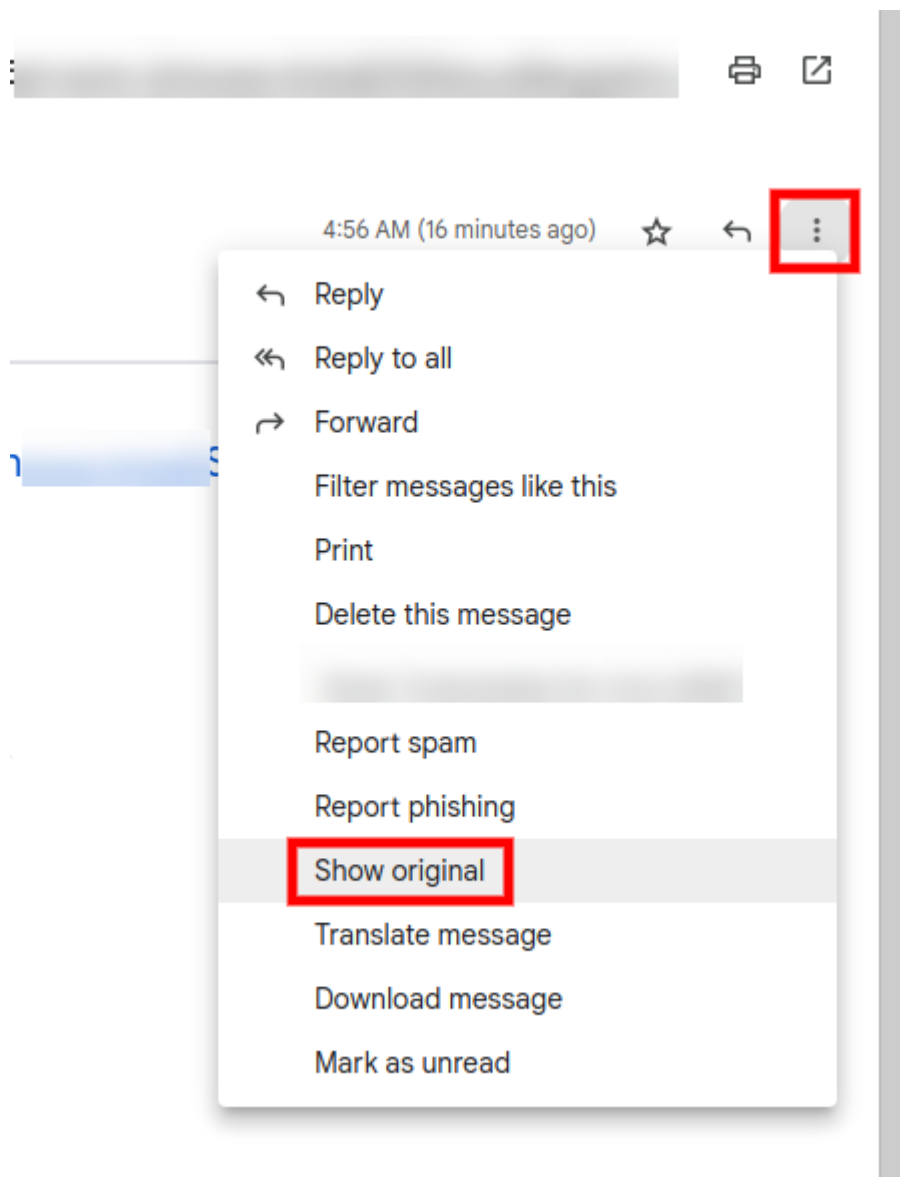 4:56 AM (16 minutes ago)
Reply
Reply to all
Forward
Filter messages like this
Print
Delete this message
Report spam
Report phishing
Show original
Translate message
Download message
Mark as unread